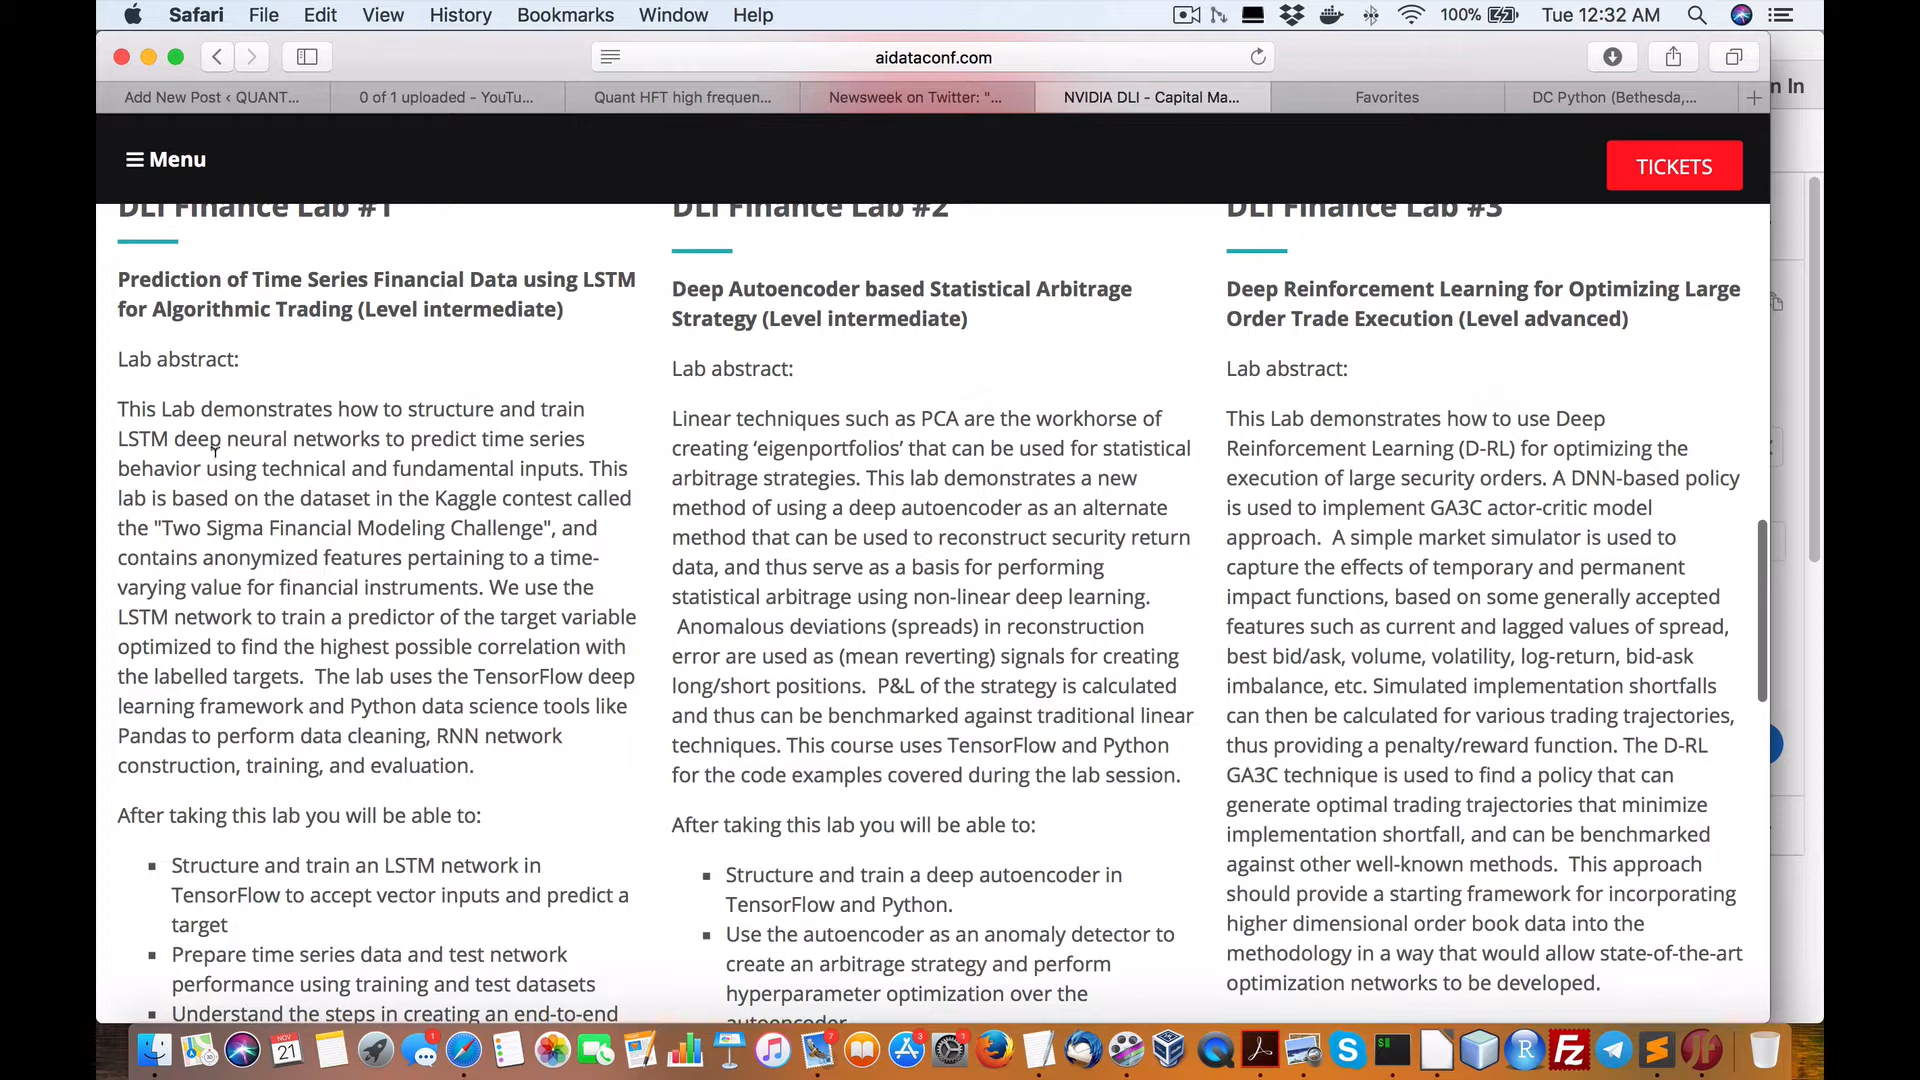 Safari File Edit View History Bookmarks Window Help 100% Tue 12:32 AM
aidataconf.com
Add New Post ‹ QUANT... 0 of 1 uploaded - YouTu... Quant HFT high frequen... Newsweek on Twitter: "... NVIDIA DLI - Capital Ma... Favorites DC Python (Bethesda,... n In
Menu
TICKETS
DLI Finance Lab #1
Prediction of Time Series Financial Data using LSTM
for Algorithmic Trading (Level intermediate)
Lab abstract:
This Lab demonstrates how to structure and train
LSTM deep neural networks to predict time series
behavior using technical and fundamental inputs. This
lab is based on the dataset in the Kaggle contest called
the "Two Sigma Financial Modeling Challenge", and
contains anonymized features pertaining to a time-
varying value for financial instruments. We use the
LSTM network to train a predictor of the target variable
optimized to find the highest possible correlation with
the labelled targets.  The lab uses the TensorFlow deep
learning framework and Python data science tools like
Pandas to perform data cleaning, RNN network
construction, training, and evaluation.
After taking this lab you will be able to:
▪ Structure and train an LSTM network in
TensorFlow to accept vector inputs and predict a
target
▪ Prepare time series data and test network
performance using training and test datasets
▪ Understand the steps in creating an end-to-end
DLI Finance Lab #2
Deep Autoencoder based Statistical Arbitrage
Strategy (Level intermediate)
Lab abstract:
Linear techniques such as PCA are the workhorse of
creating ‘eigenportfolios’ that can be used for statistical
arbitrage strategies. This lab demonstrates a new
method of using a deep autoencoder as an alternate
method that can be used to reconstruct security return
data, and thus serve as a basis for performing
statistical arbitrage using non-linear deep learning.
Anomalous deviations (spreads) in reconstruction
error are used as (mean reverting) signals for creating
long/short positions.  P&L of the strategy is calculated
and thus can be benchmarked against traditional linear
techniques. This course uses TensorFlow and Python
for the code examples covered during the lab session.
After taking this lab you will be able to:
▪ Structure and train a deep autoencoder in
TensorFlow and Python.
▪ Use the autoencoder as an anomaly detector to
create an arbitrage strategy and perform
hyperparameter optimization over the
autoencoder
DLI Finance Lab #3
Deep Reinforcement Learning for Optimizing Large
Order Trade Execution (Level advanced)
Lab abstract:
This Lab demonstrates how to use Deep
Reinforcement Learning (D-RL) for optimizing the
execution of large security orders. A DNN-based policy
is used to implement GA3C actor-critic model
approach.  A simple market simulator is used to
capture the effects of temporary and permanent
impact functions, based on some generally accepted
features such as current and lagged values of spread,
best bid/ask, volume, volatility, log-return, bid-ask
imbalance, etc. Simulated implementation shortfalls
can then be calculated for various trading trajectories,
thus providing a penalty/reward function. The D-RL
GA3C technique is used to find a policy that can
generate optimal trading trajectories that minimize
implementation shortfall, and can be benchmarked
against other well-known methods.  This approach
should provide a starting framework for incorporating
higher dimensional order book data into the
methodology in a way that would allow state-of-the-art
optimization networks to be developed.
NOV
21
1
7
3
1